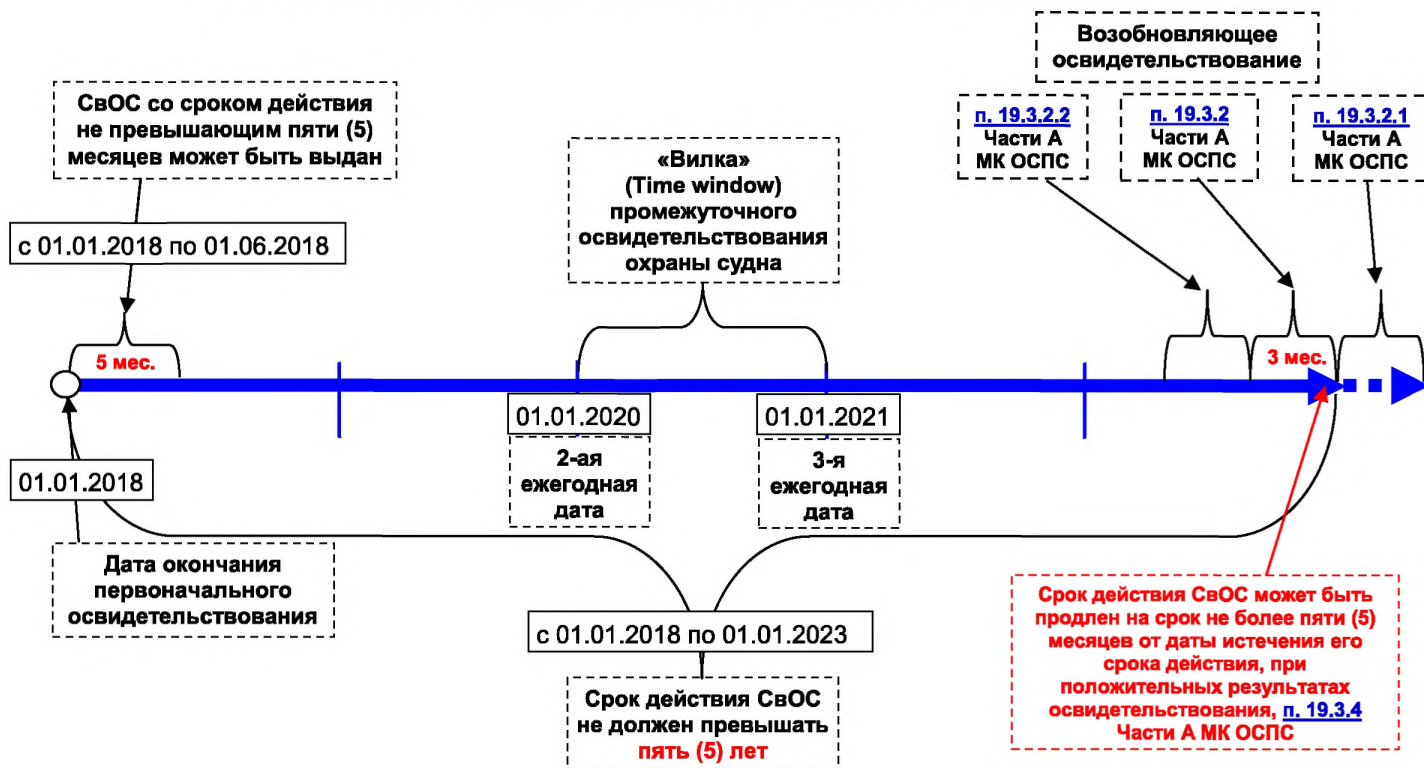 Возобновляющее
освидетельствование
СвОС со сроком действия
не превышающим пяти (5)
месяцев может быть выдан
«Вилка»
(Time window)
промежуточного
освидетельствования
охраны судна
п. 19.3.2.2
Части А
МК ОСПС
п. 19.3.2
Части А
МК ОСПС
п. 19.3.2.1
Части А
МК ОСПС
с 01.01.2018 по 01.06.2018
5 мес.
3 мес.
01.01.2020
01.01.2021
2-ая
ежегодная
дата
3-я
ежегодная
дата
01.01.2018
Дата окончания
первоначального
освидетельствования
с 01.01.2018 по 01.01.2023
Срок действия СвОС
не должен превышать
пять (5) лет
Срок действия СвОС может быть
продлен на срок не более пяти (5)
месяцев от даты истечения его
срока действия, при
положительных результатах
освидетельствования, п. 19.3.4
Части А МК ОСПС